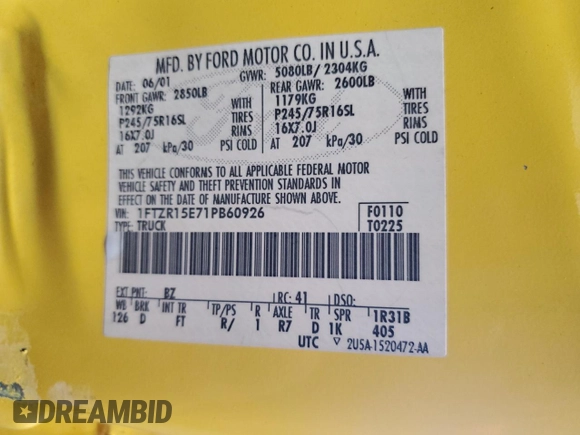 MFD. BY FORD MOTOR CO. IN U.S.A.
DATE: 06/01 GVWR: 5080LB/ 2304KG
FRONT GAWR: 2850LB REAR GAWR: 2600LB
1292KG WITH 1179KG WITH
P245/75R16SL TIRES P245/75R16SL TIRES
16X7.0J RIMS 16X7.0J RIMS
AT 207 kPa/30 PSI COLD AT 207 kPa/30 PSI COLD
THIS VEHICLE CONFORMS TO ALL APPLICABLE FEDERAL MOTOR
VEHICLE SAFETY AND THEFT PREVENTION STANDARDS IN
EFFECT ON THE DATE OF MANUFACTURE SHOWN ABOVE.
VIN: 1FTZR15E71PB60926 F0110
TYPE: TRUCK T0225
EXT PNT: BZ RC: 41 DSO:
WB BRK INT TR TP/PS R AXLE TR SPR 1R31B
126 D FT R/ 1 R7 D 1K 405
UTC ▽ 2U5A-1520472-AA
DREAMBID